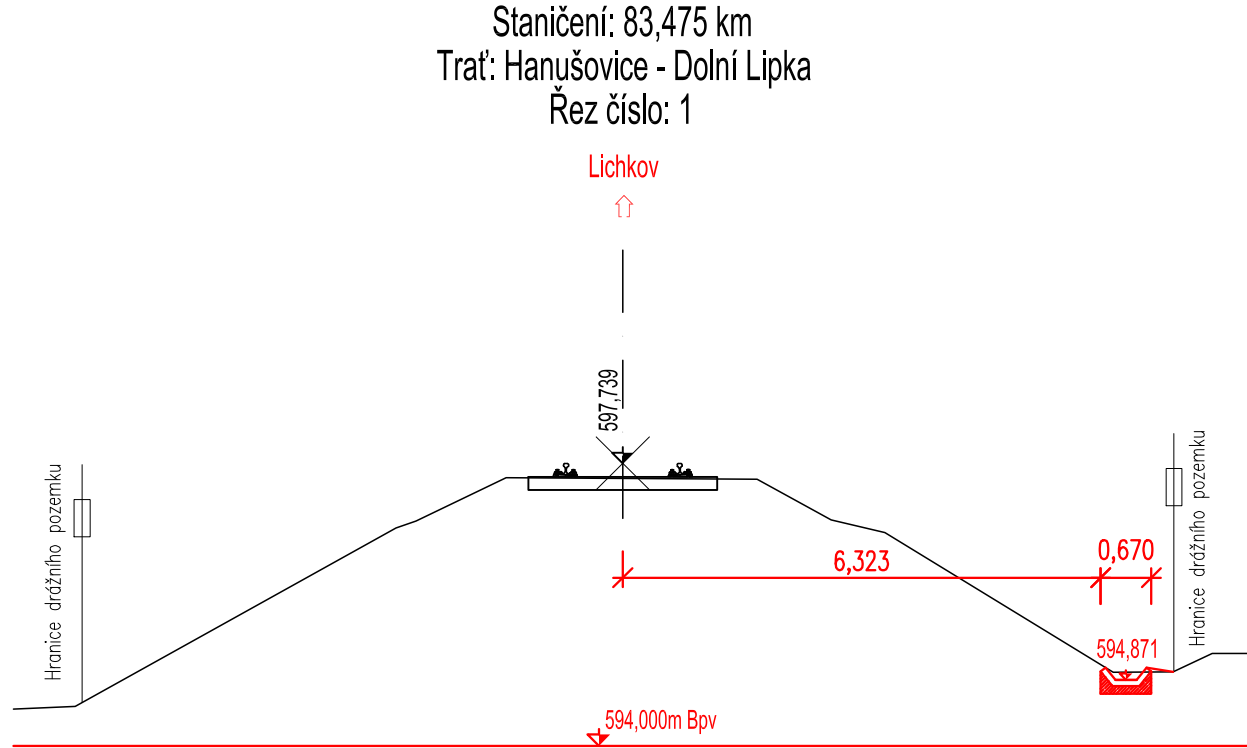 Staničení: 83,475 km
Trať: Hanušovice - Dolní Lipka
Řez číslo: 1
Lichkov
597,739
Hranice drážního pozemku
Hranice drážního pozemku
6,323
0,670
594,871
594,000m Bpv